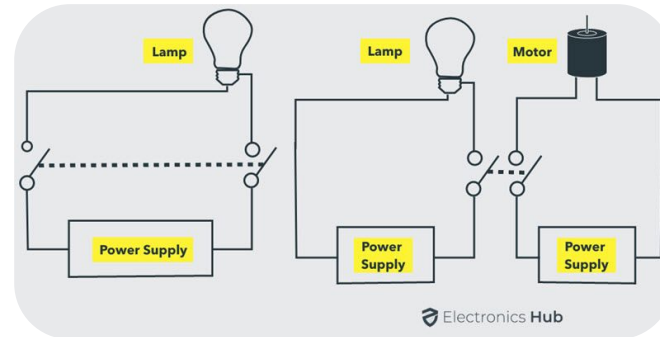 Lamp
Lamp
Motor
Power Supply
Power
Supply
Power
Supply
Electronics Hub